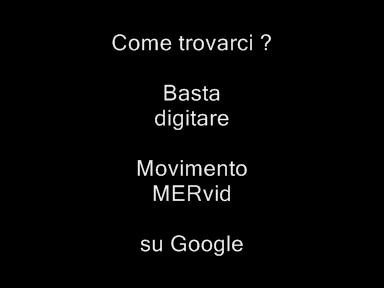 Come trovarci ?
Basta
digitare
Movimento
MERvid
su Google